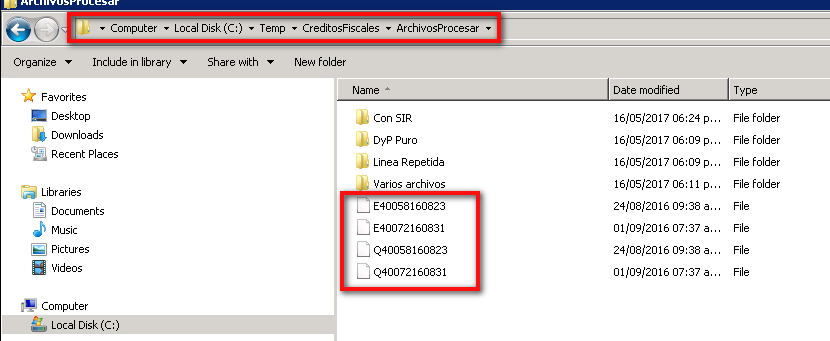 ArchivosProcesar
Computer Local Disk (C:) Temp CreditosFiscales ArchivosProcesar
Organize Include in library Share with New folder
Favorites
Desktop
Downloads
Recent Places
Libraries
Documents
Music
Pictures
Videos
Computer
Local Disk (C:)
Name Date modified Type
Con SIR 16/05/2017 06:24 p... File folder
DyP Puro 16/05/2017 06:09 p... File folder
Linea Repetida 16/05/2017 06:09 p... File folder
Varios archivos 16/05/2017 06:11 p... File folder
E40058160823 24/08/2016 09:38 a... File
E40072160831 01/09/2016 07:37 a... File
Q40058160823 24/08/2016 09:38 a... File
Q40072160831 01/09/2016 07:37 a... File